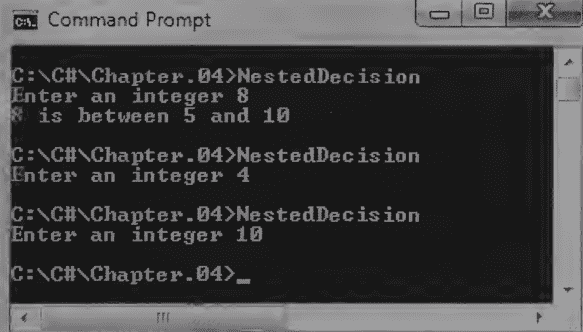 Command Prompt
C:\C#\Chapter.04>NestedDecision
Enter an integer 8
8 is between 5 and 10
C:\C#\Chapter.04>NestedDecision
Enter an integer 4
C:\C#\Chapter.04>NestedDecision
Enter an integer 10
C:\C#\Chapter.04>_